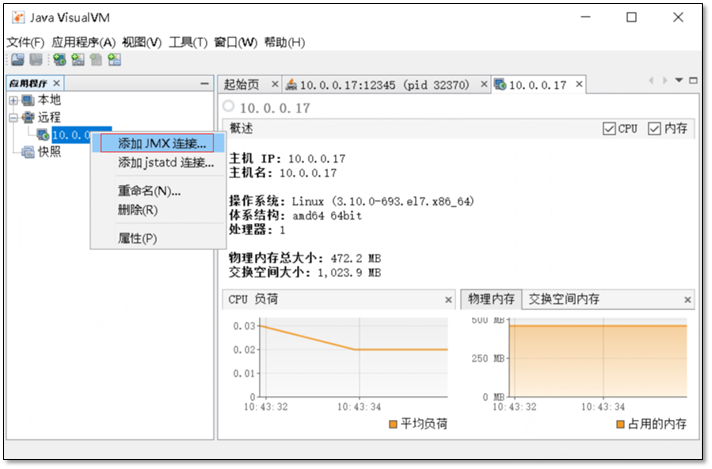 Java VisualVM
文件(F) 应用程序(A) 视图(V) 工具(T) 窗口(W) 帮助(H)
应用程序
起始页 10.0.0.17:12345 (pid 32370) 10.0.0.17
本地
远程
10.0.0
快照
添加 JMX 连接...
添加 jstatd 连接...
重命名(N)...
删除(R)
属性(P)
10.0.0.17
概述 CPU 内存
主机 IP: 10.0.0.17
主机名: 10.0.0.17
操作系统: Linux (3.10.0-693.el7.x86_64)
体系结构: amd64 64bit
处理器: 1
物理内存总大小: 472.2 MB
交换空间大小: 1,023.9 MB
CPU 负荷
0.03
0.02
0.01
0
10:43:32 10:43:34
平均负荷
物理内存 交换空间内存
500 MB
250 MB
0 MB
10:43:32 10:43:34
占用的内存